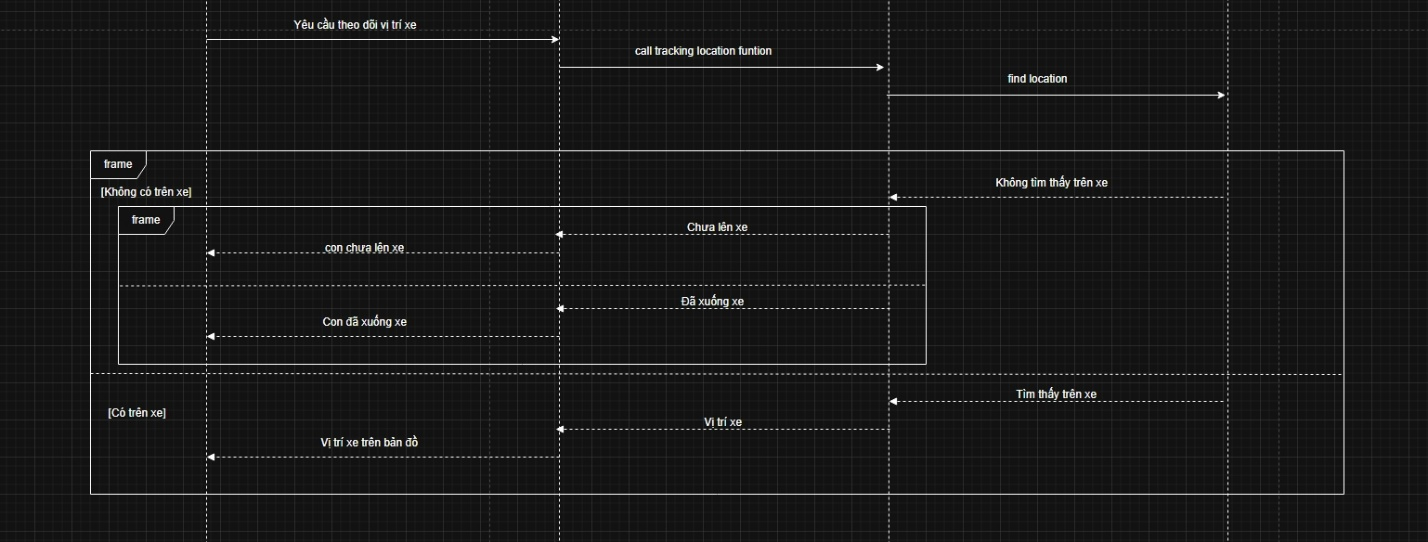 Yêu cầu theo dõi vị trí xe
call tracking location funtion
find location
frame
[Không có trên xe]
Không tìm thấy trên xe
frame
Chưa lên xe
con chưa lên xe
Đã xuống xe
Con đã xuống xe
Tìm thấy trên xe
[Có trên xe]
Vị trí xe
Vị trí xe trên bản đồ